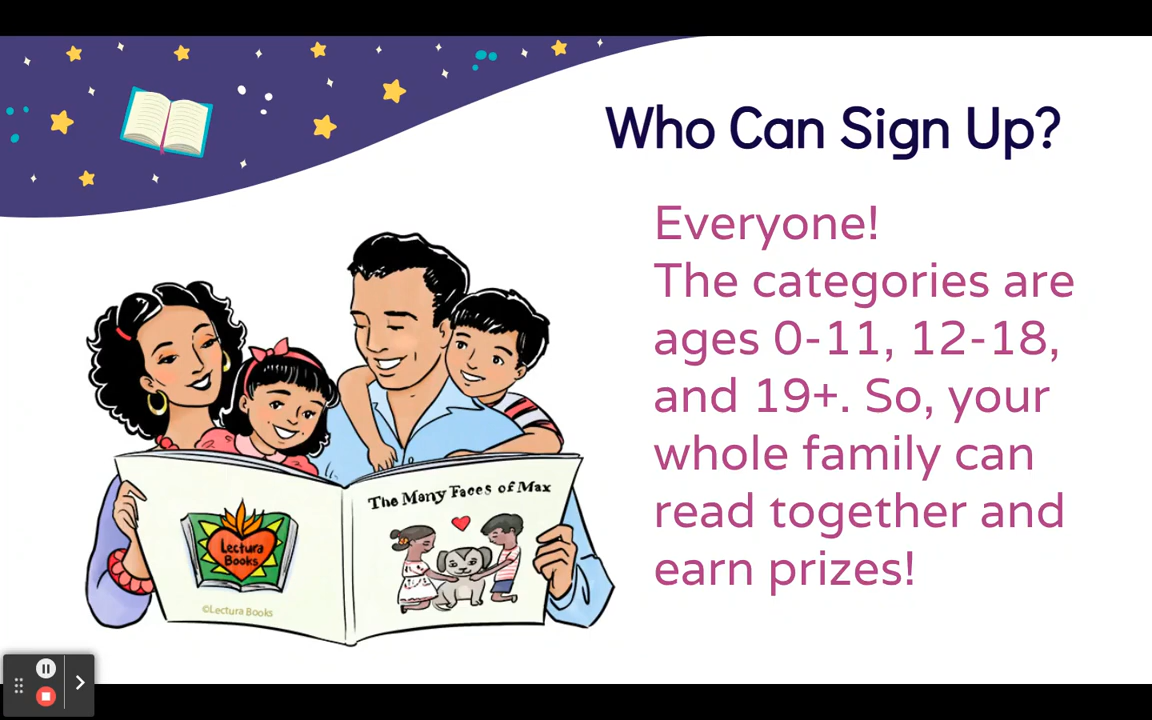 Who Can Sign Up?
Everyone!
The categories are
ages 0-11, 12-18,
and 19+. So, your
whole family can
read together and
earn prizes!
The Many Faces of Max
Lectura
Books
©Lectura Books